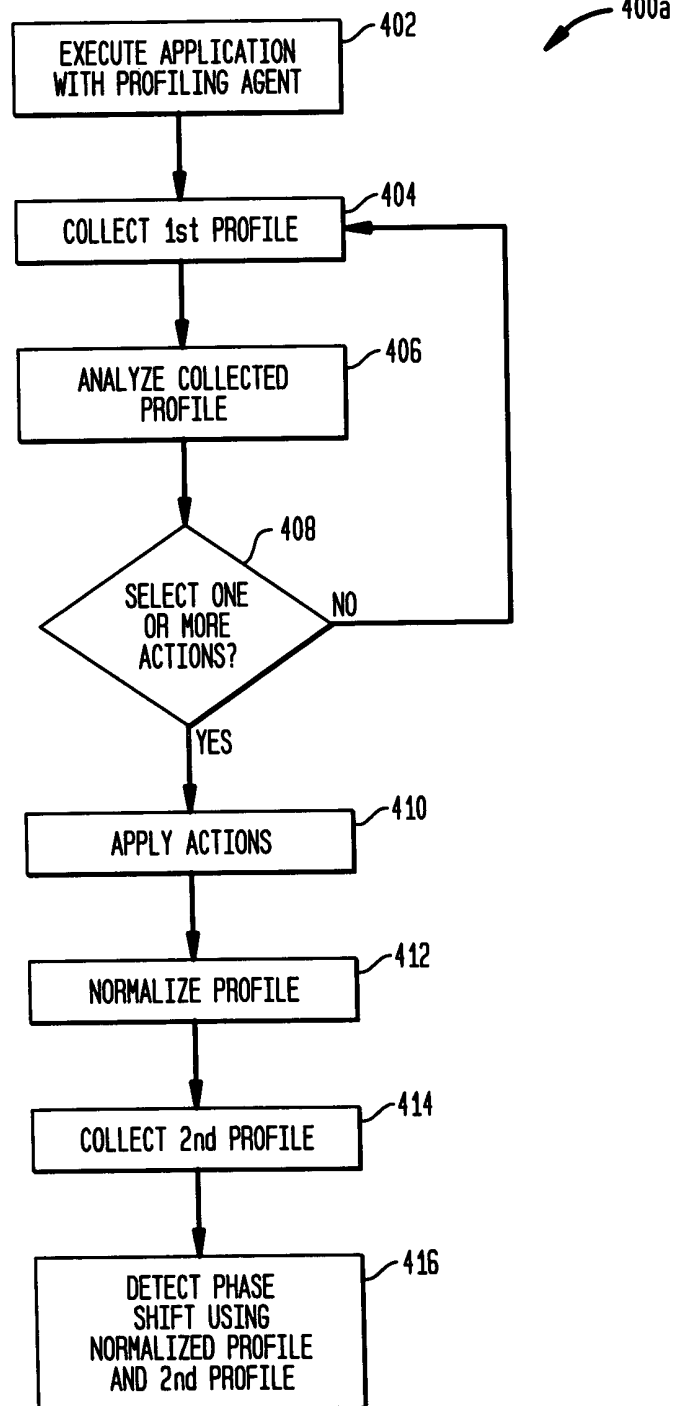 400a
402
EXECUTE APPLICATION
WITH PROFILING AGENT
404
COLLECT 1st PROFILE
406
ANALYZE COLLECTED
PROFILE
408
SELECT ONE
OR MORE
ACTIONS?
NO
YES
410
APPLY ACTIONS
412
NORMALIZE PROFILE
414
COLLECT 2nd PROFILE
416
DETECT PHASE
SHIFT USING
NORMALIZED PROFILE
AND 2nd PROFILE